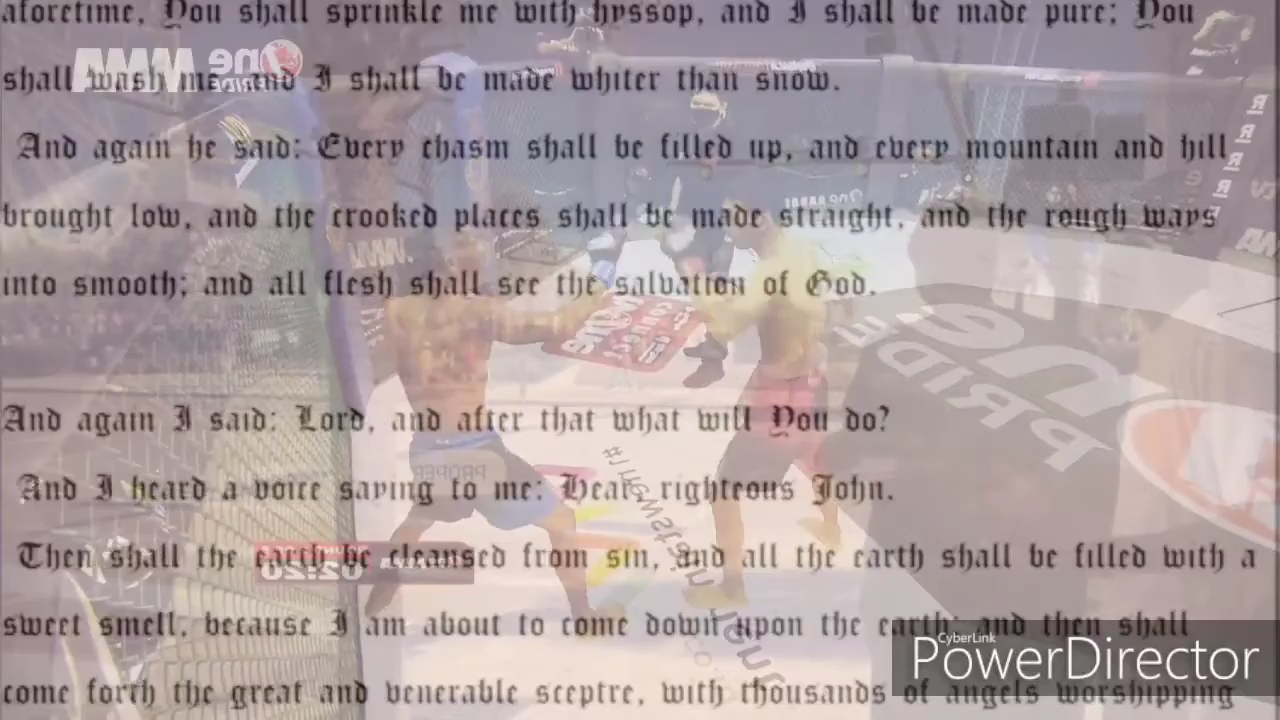 aforetime, You shall sprinkle me with hyssop, and I shall be made pure; You
shall wash me, and I shall be made whiter than snow.
And again he said: Every chasm shall be filled up, and every mountain and hill
brought low, and the crooked places shall be made straight, and the rough ways
into smooth; and all flesh shall see the salvation of God.
And again I said: Lord, and after that what will You do?
And I heard a voice saying to me: Hear, righteous John.
Then shall the earth be cleansed from sin, and all the earth shall be filled with a
sweet smell, because I am about to come down upon the earth; and then shall
come forth the great and venerable sceptre, with thousands of angels worshipping
One PRIDE MMA
02:20
ne
PRIDE
CyberLink
PowerDirector